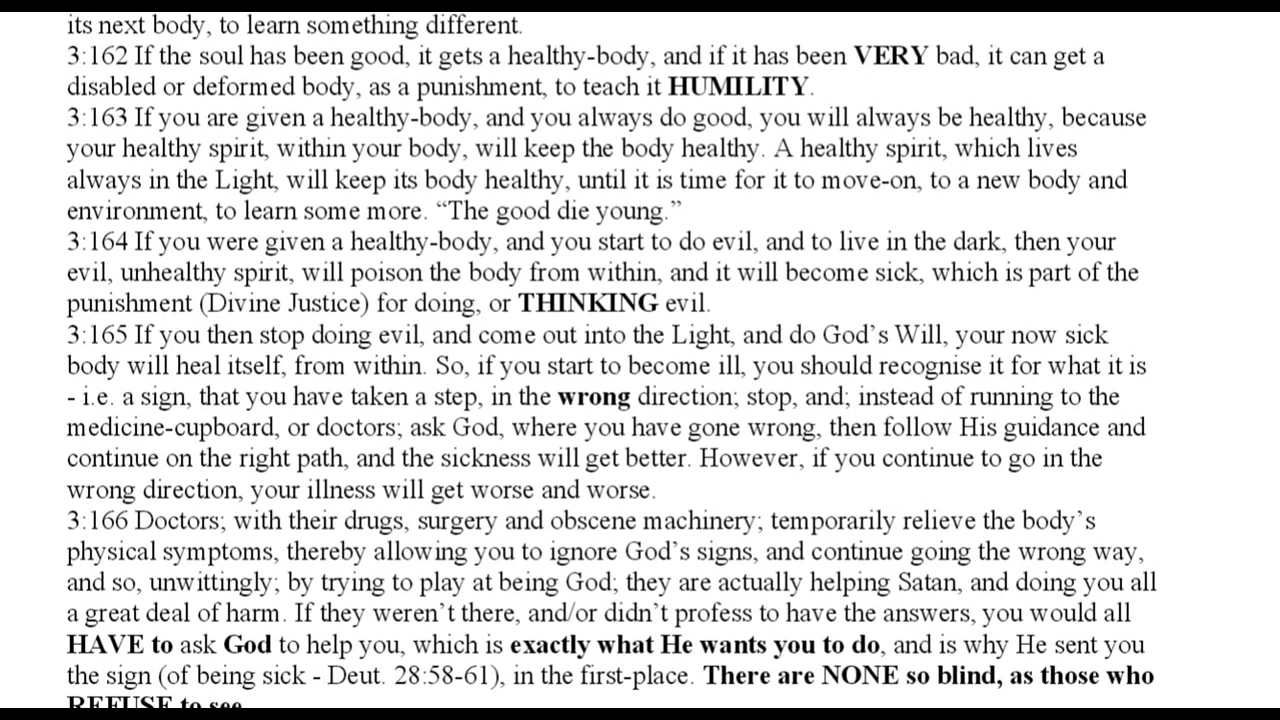 its next body, to learn something different.
3:162 If the soul has been good, it gets a healthy-body, and if it has been VERY bad, it can get a
disabled or deformed body, as a punishment, to teach it HUMILITY.
3:163 If you are given a healthy-body, and you always do good, you will always be healthy, because
your healthy spirit, within your body, will keep the body healthy. A healthy spirit, which lives
always in the Light, will keep its body healthy, until it is time for it to move-on, to a new body and
environment, to learn some more. “The good die young.”
3:164 If you were given a healthy-body, and you start to do evil, and to live in the dark, then your
evil, unhealthy spirit, will poison the body from within, and it will become sick, which is part of the
punishment (Divine Justice) for doing, or THINKING evil.
3:165 If you then stop doing evil, and come out into the Light, and do God’s Will, your now sick
body will heal itself, from within. So, if you start to become ill, you should recognise it for what it is
- i.e. a sign, that you have taken a step, in the wrong direction; stop, and; instead of running to the
medicine-cupboard, or doctors; ask God, where you have gone wrong, then follow His guidance and
continue on the right path, and the sickness will get better. However, if you continue to go in the
wrong direction, your illness will get worse and worse.
3:166 Doctors; with their drugs, surgery and obscene machinery; temporarily relieve the body’s
physical symptoms, thereby allowing you to ignore God’s signs, and continue going the wrong way,
and so, unwittingly; by trying to play at being God; they are actually helping Satan, and doing you all
a great deal of harm. If they weren’t there, and/or didn’t profess to have the answers, you would all
HAVE to ask God to help you, which is exactly what He wants you to do, and is why He sent you
the sign (of being sick - Deut. 28:58-61), in the first-place. There are NONE so blind, as those who
REFUSE to see